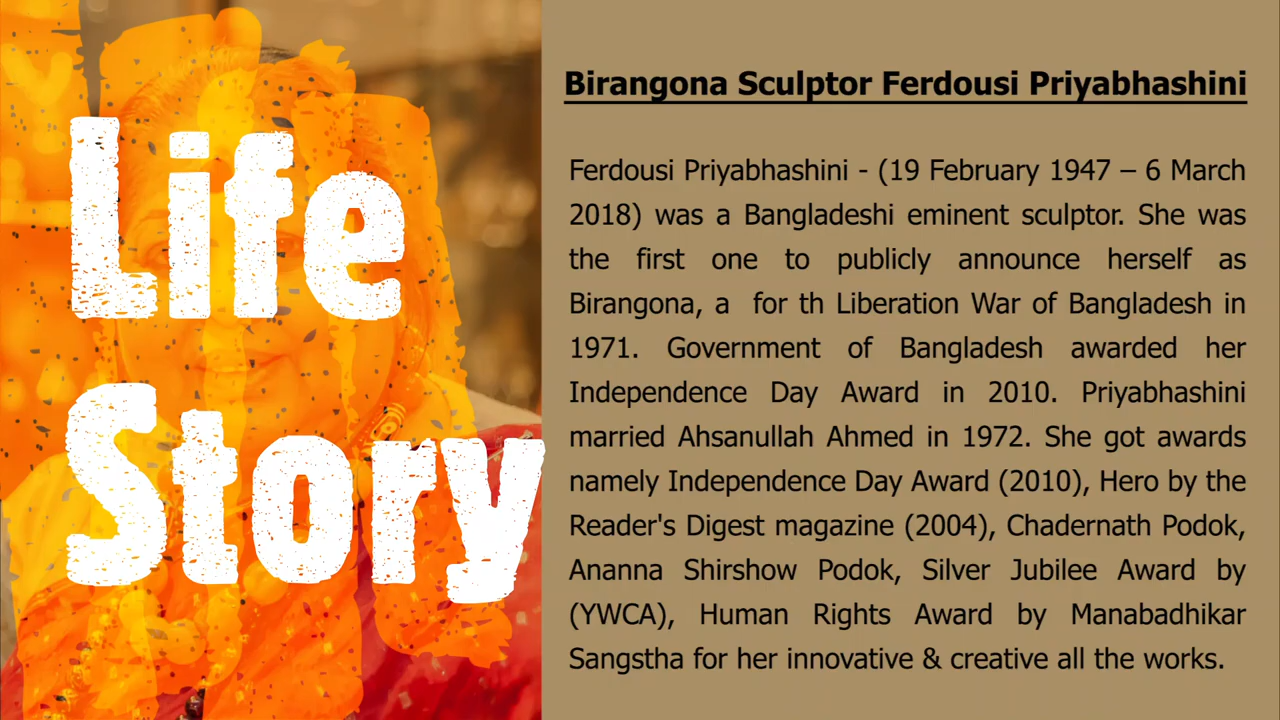 Life
Story
Birangona Sculptor Ferdousi Priyabhashini
Ferdousi Priyabhashini - (19 February 1947 – 6 March
2018) was a Bangladeshi eminent sculptor. She was
the first one to publicly announce herself as
Birangona, a for th Liberation War of Bangladesh in
1971. Government of Bangladesh awarded her
Independence Day Award in 2010. Priyabhashini
married Ahsanullah Ahmed in 1972. She got awards
namely Independence Day Award (2010), Hero by the
Reader's Digest magazine (2004), Chadernath Podok,
Ananna Shirshow Podok, Silver Jubilee Award by
(YWCA), Human Rights Award by Manabadhikar
Sangstha for her innovative & creative all the works.